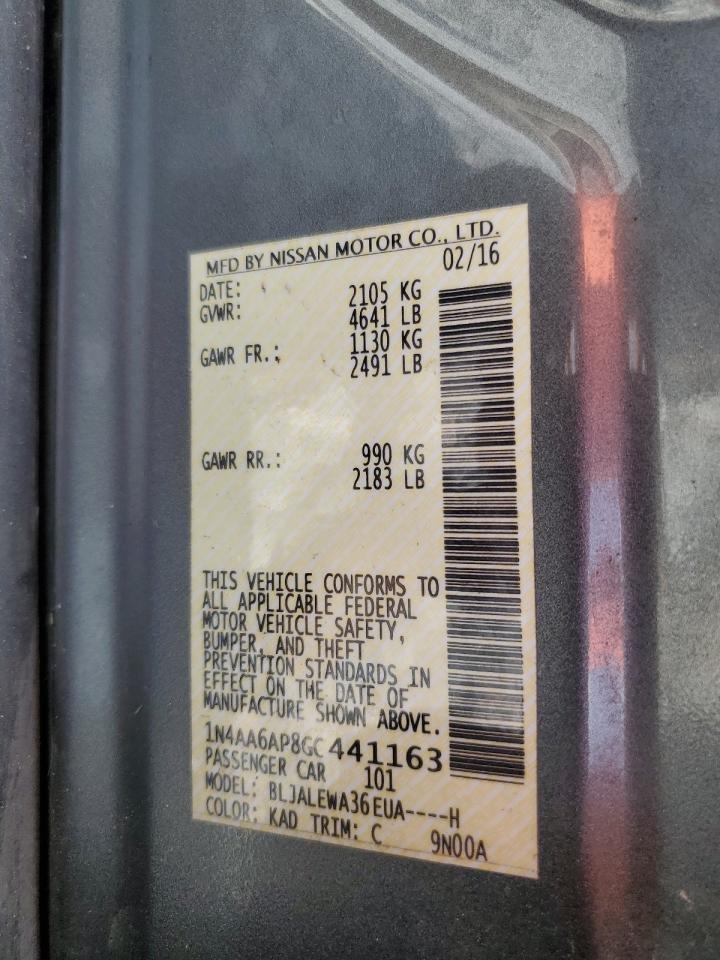 MFD BY NISSAN MOTOR CO., LTD.
DATE: 02/16
GVWR: 2105 KG
4641 LB
GAWR FR.: 1130 KG
2491 LB
GAWR RR.: 990 KG
2183 LB
THIS VEHICLE CONFORMS TO
ALL APPLICABLE FEDERAL
MOTOR VEHICLE SAFETY,
BUMPER, AND THEFT
PREVENTION STANDARDS IN
EFFECT ON THE DATE OF
MANUFACTURE SHOWN ABOVE.
1N4AA6AP8GC441163
PASSENGER CAR 101
MODEL: BLJALEWA36EUA----H
COLOR: KAD TRIM: C 9N00A